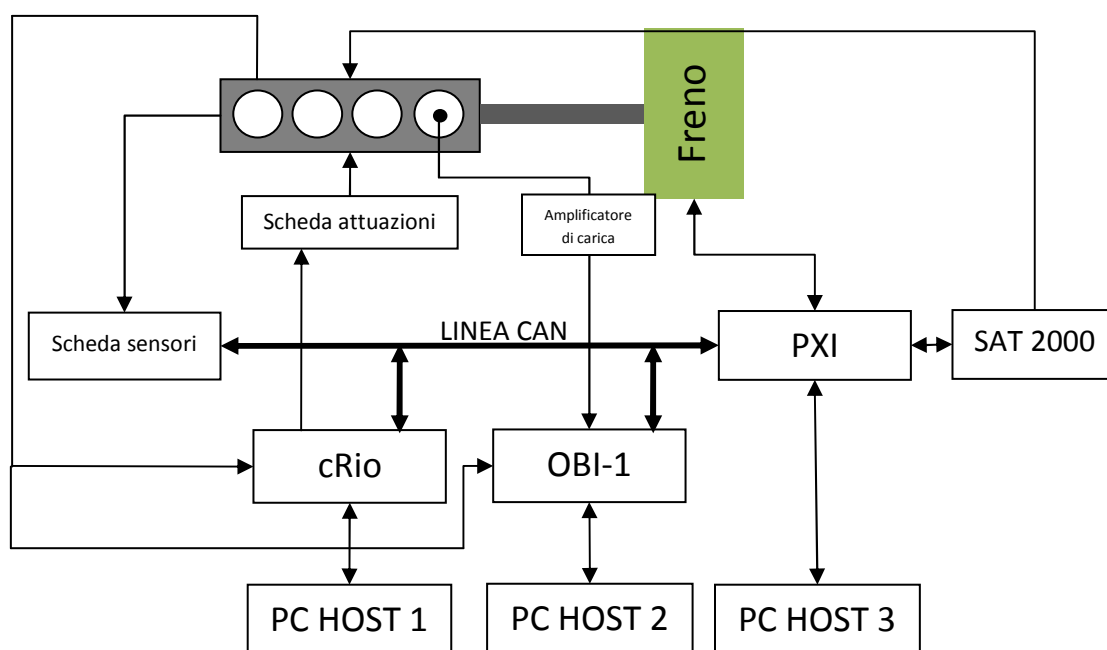 Freno
Scheda attuazioni
Amplificatore
di carica
Scheda sensori
LINEA CAN
PXI
SAT 2000
cRio
OBI-1
PC HOST 1
PC HOST 2
PC HOST 3